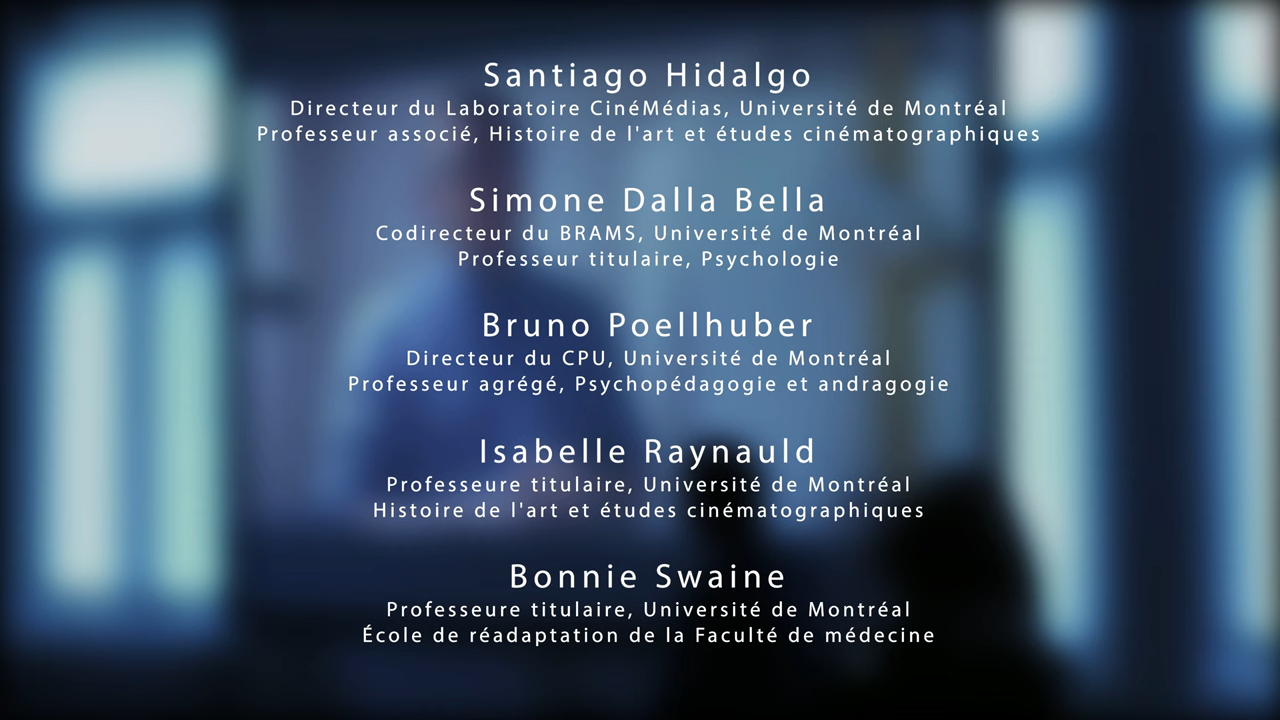 Santiago Hidalgo
Directeur du Laboratoire CinéMédias, Université de Montréal
Professeur associé, Histoire de l'art et études cinématographiques
Simone Dalla Bella
Codirecteur du BRAMS, Université de Montréal
Professeur titulaire, Psychologie
Bruno Poellhuber
Directeur du CPU, Université de Montréal
Professeur agrégé, Psychopédagogie et andragogie
Isabelle Raynauld
Professeure titulaire, Université de Montréal
Histoire de l'art et études cinématographiques
Bonnie Swaine
Professeure titulaire, Université de Montréal
École de réadaptation de la Faculté de médecine